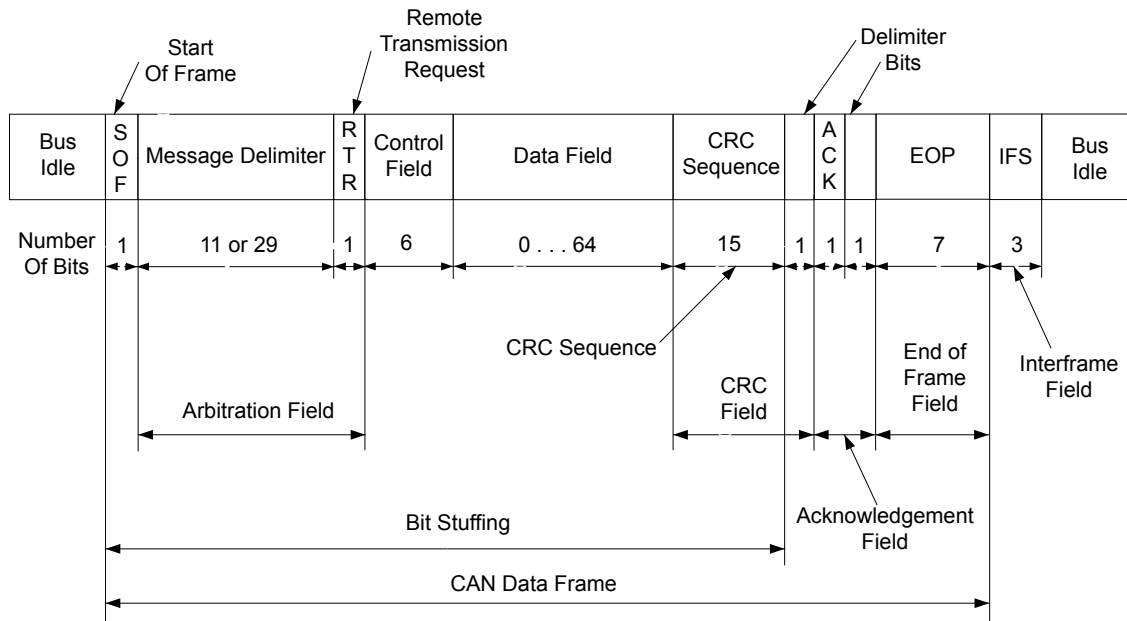 Start
Of Frame
Remote
Transmission
Request
Delimiter
Bits
Bus
Idle
S
O
F
Message Delimiter
R
T
R
Control
Field
Data Field
CRC
Sequence
A
C
K
EOP
IFS
Bus
Idle
Number
Of Bits
1
11 or 29
1
6
0 . . . 64
15
1
1
1
7
3
CRC Sequence
End of
Frame
Field
Interframe
Field
Arbitration Field
CRC
Field
Bit Stuffing
Acknowledgement
Field
CAN Data Frame